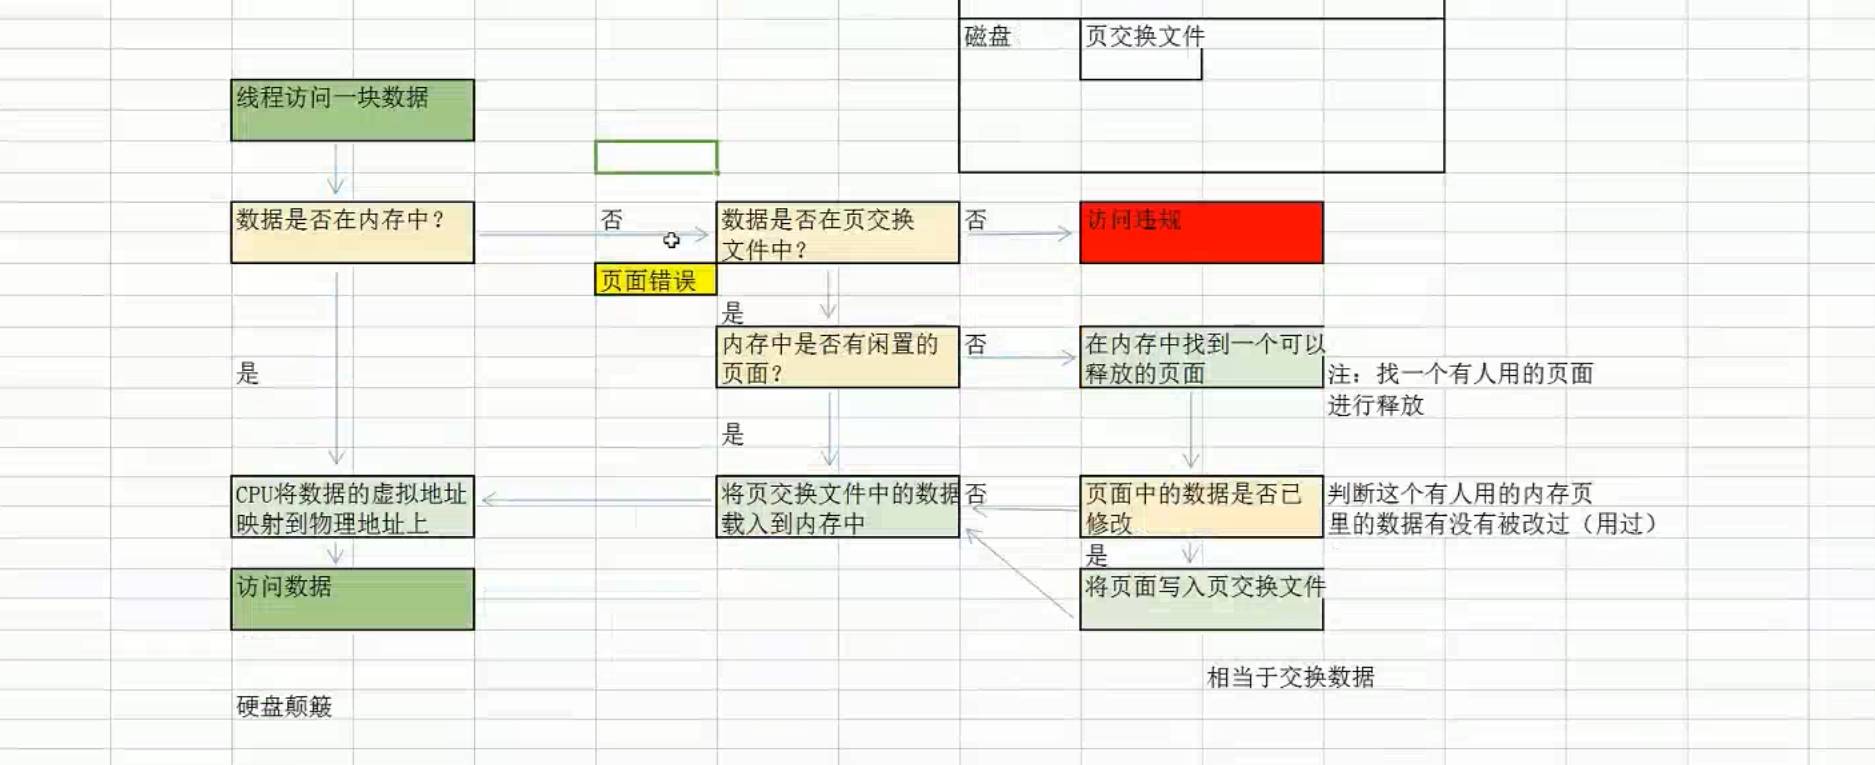 磁盘
页交换文件
线程访问一块数据
数据是否在内存中？
否
页面错误
数据是否在页交换
文件中？
否
访问违规
是
内存中是否有闲置的
页面？
否
在内存中找到一个可以
释放的页面
注：找一个有人用的页面
进行释放
是
是
CPU将数据的虚拟地址
映射到物理地址上
将页交换文件中的数据
载入到内存中
否
页面中的数据是否已
修改
判断这个有人用的内存页
里的数据有没有被改过（用过）
是
访问数据
将页面写入页交换文件
相当于交换数据
硬盘颠簸